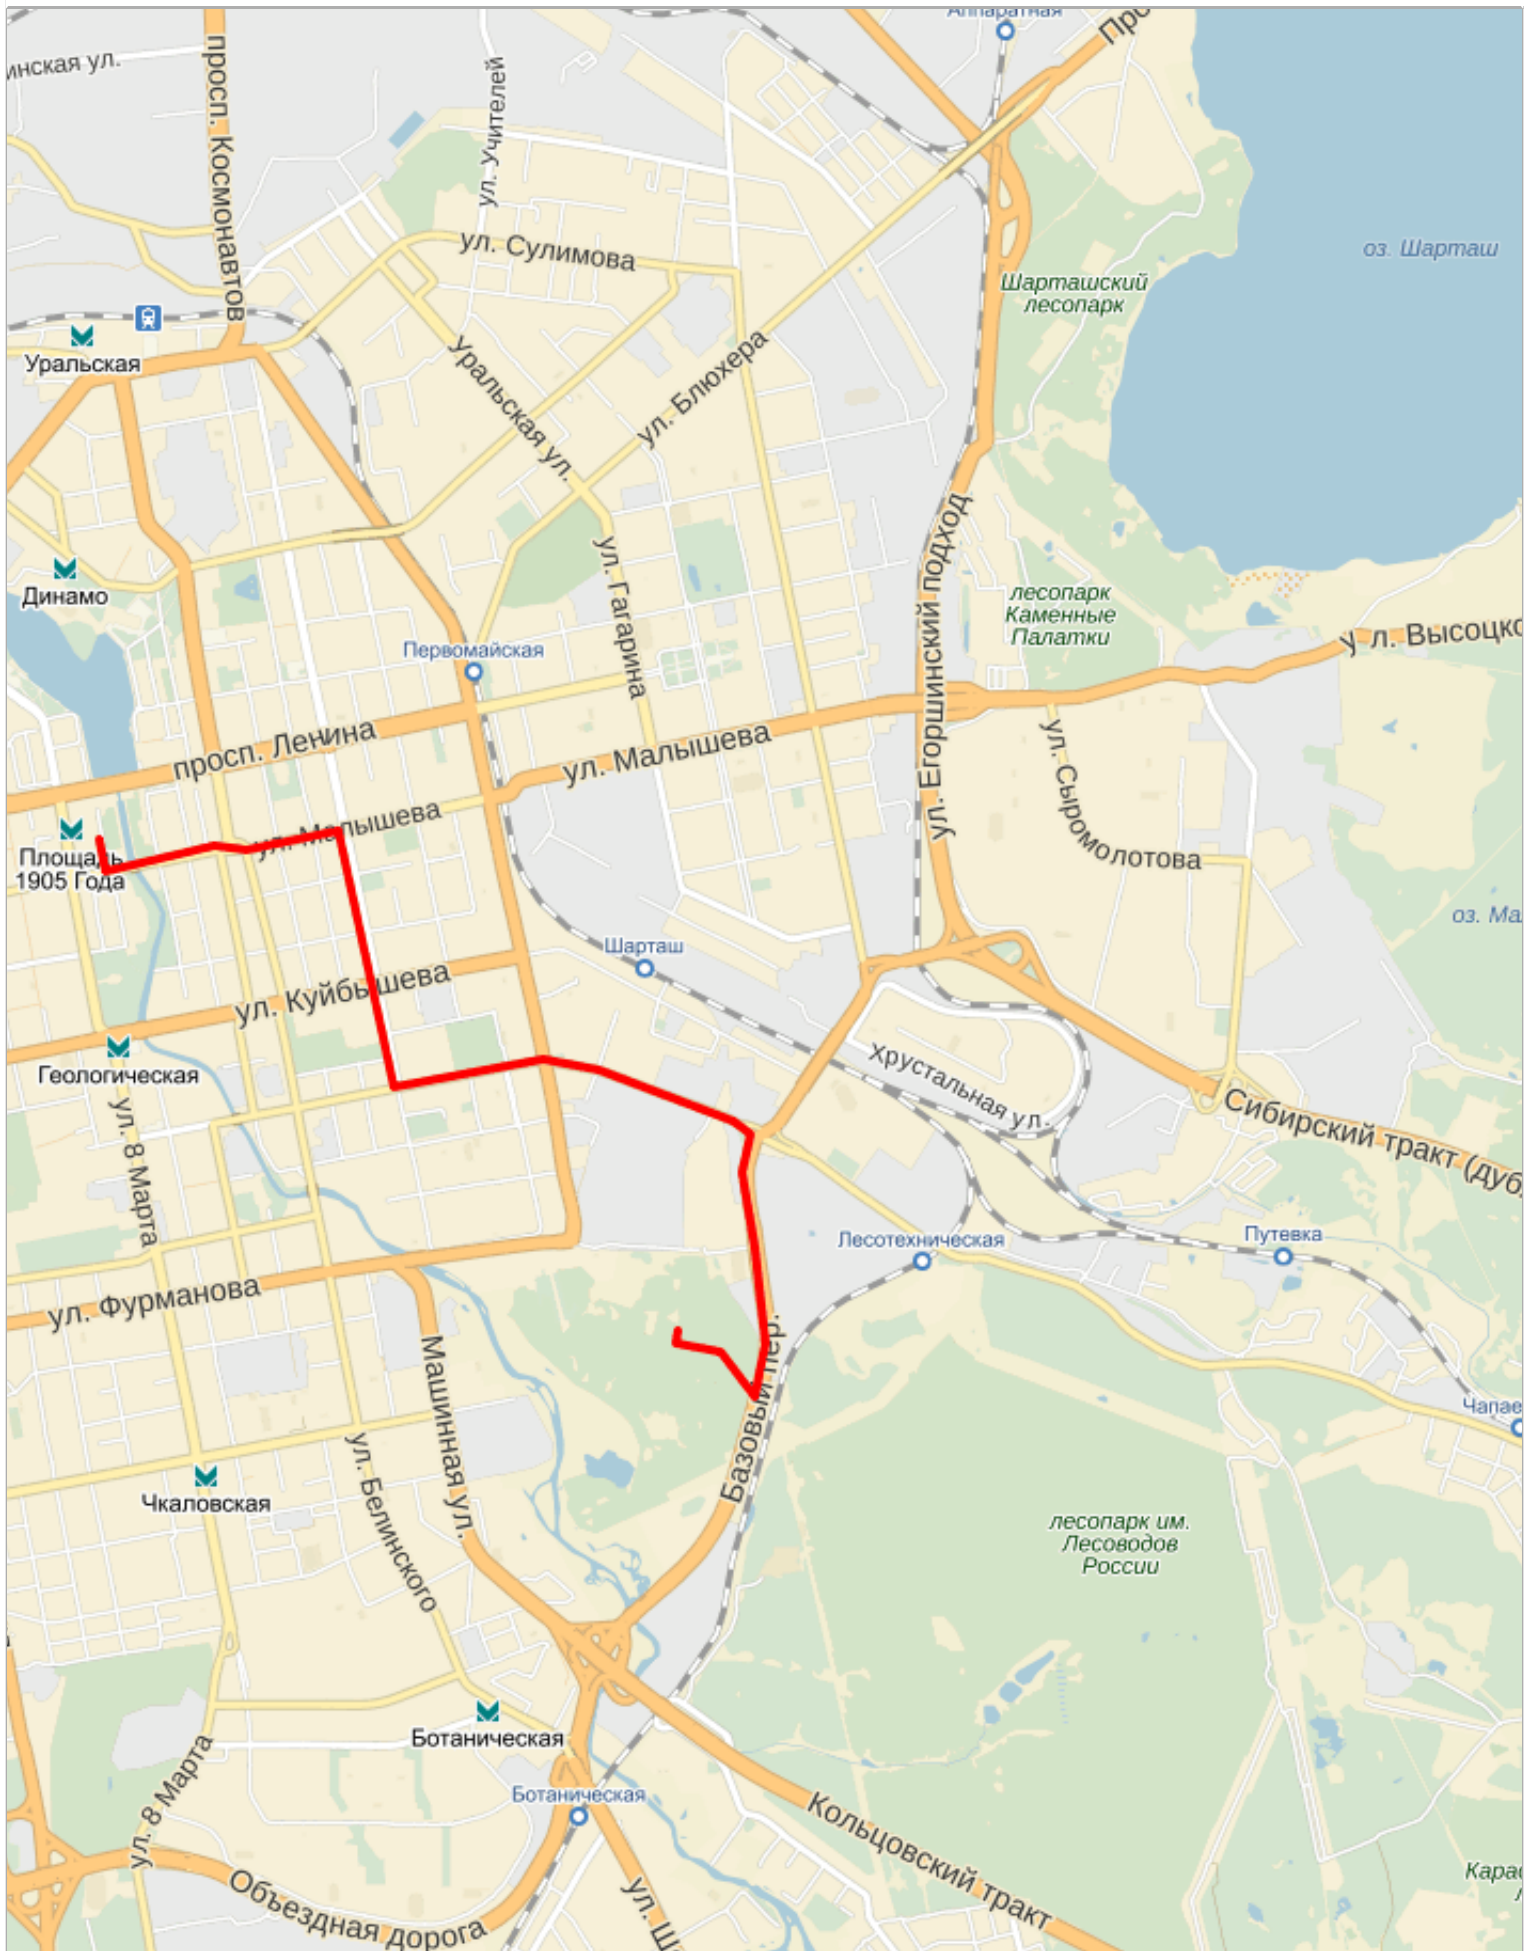 Аппаратная
инская ул.
просп. Космонавтов
ул. Учителей
ул. Сулимова
оз. Шарташ
Шарташский
лесопарк
Уральская
Уральская ул.
ул. Блюхера
ул. Егоршинский подход
Динамо
ул. Гагарина
лесопарк
Каменные
Палатки
ул. Высоцко
Первомайская
просп. Ленина
ул. Малышева
ул. Сыромолотова
ул. Малышева
Площадь
1905 Года
оз. Ма
Шарташ
ул. Куйбышева
Геологическая
хрустальная ул.
Сибирский тракт (дуб
ул. 8 Марта
Лесотехническая
Путевка
ул. Фурманова
Машинная ул.
Базовый пер.
Чапае
Чкаловская
ул. Белинского
лесопарк им.
Лесоводов
России
Ботаническая
ул. 8 Марта
Ботаническая
Кольцовский тракт
Объездная дорога
ул. Ш
Кара